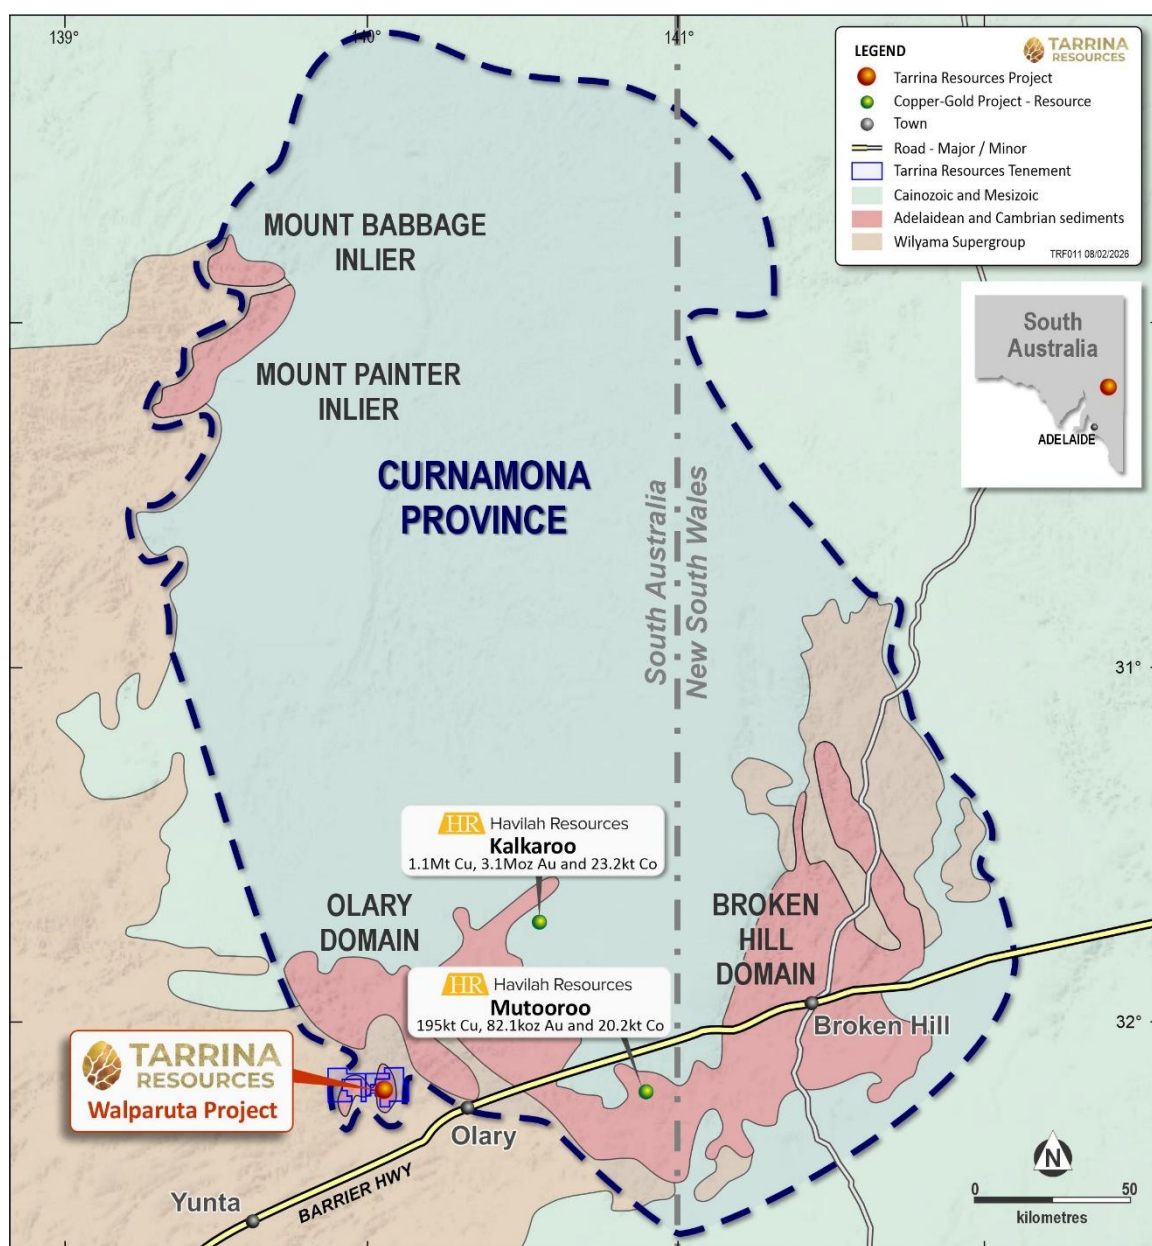 139°
140°
141°
LEGEND
TARRINA
RESOURCES
Tarrina Resources Project
Copper-Gold Project - Resource
Town
Road - Major / Minor
Tarrina Resources Tenement
Cainozoic and Mesizoic
Adelaidean and Cambrian sediments
Wilyama Supergroup
TRF011 08/02/2026
MOUNT BABBAGE
INLIER
South
Australia
ADELAIDE
MOUNT PAINTER
INLIER
CURNAMONA
PROVINCE
South Australia
New South Wales
31°
HR Havilah Resources
Kalkaroo
1.1Mt Cu, 3.1Moz Au and 23.2kt Co
OLARY
DOMAIN
BROKEN
HILL
DOMAIN
HR Havilah Resources
Mutooroo
195kt Cu, 82.1koz Au and 20.2kt Co
Broken Hill
32°
TARRINA
RESOURCES
Walparuta Project
Olary
Yunta
BARRIER HWY
N
0 50
kilometres